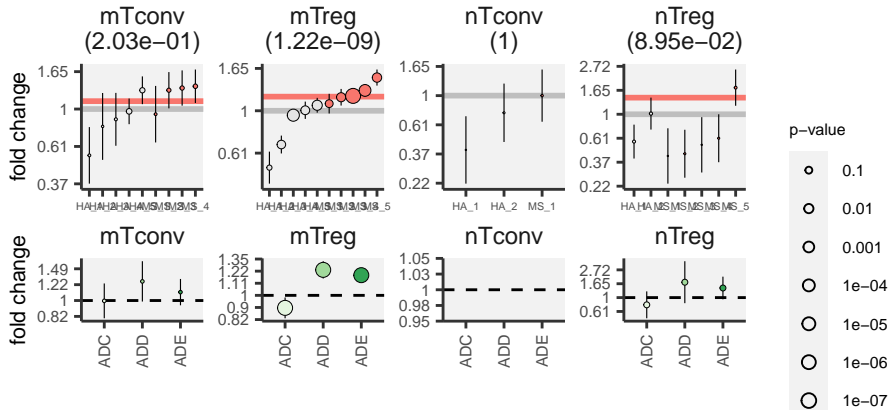 mTconv
(2.03e−01)
mTreg
(1.22e−09)
nTconv
(1)
nTreg
(8.95e−02)
fold change
1.65
1
0.61
0.37
1.65
1
0.61
1.65
1
0.61
0.37
0.22
HA_1
HA_2
MS_1
2.72
1.65
1
0.61
0.37
0.22
mTconv
mTreg
nTconv
nTreg
fold change
1.49
1.22
1
0.82
ADC
ADD
ADE
1.35
1.22
1.11
1
0.9
0.82
ADC
ADD
ADE
1.05
1.03
1
0.98
0.95
ADC
ADD
ADE
2.72
1.65
1
0.61
ADC
ADD
ADE
p−value
0.1
0.01
0.001
1e−04
1e−05
1e−06
1e−07